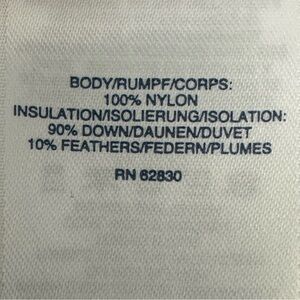 BODY/RUMPF/CORPS:
100% NYLON
INSULATION/ISOLIERUNG/ISOLATION:
90% DOWN/DAUNEN/DUVET
10% FEATHERS/FEDERN/PLUMES
RN 62830